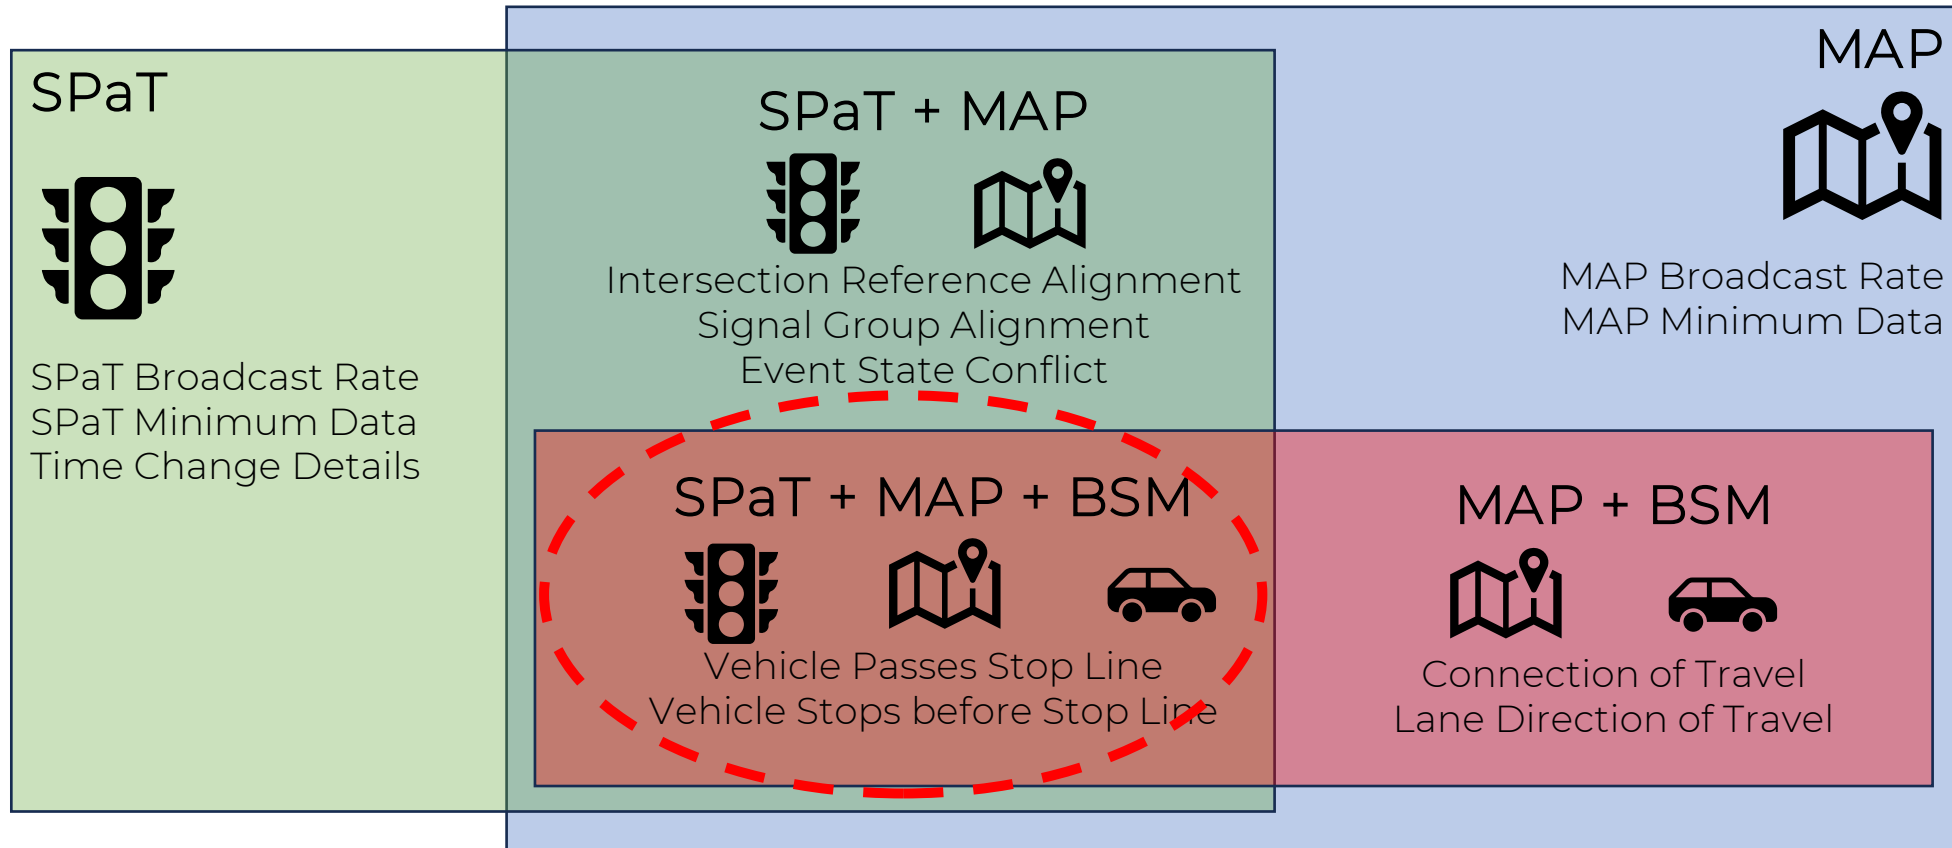 SPaT
SPaT Broadcast Rate
SPaT Minimum Data
Time Change Details
SPaT + MAP
Intersection Reference Alignment
Signal Group Alignment
Event State Conflict
MAP
MAP Broadcast Rate
MAP Minimum Data
SPaT + MAP + BSM
Vehicle Passes Stop Line
Vehicle Stops before Stop Line
MAP + BSM
Connection of Travel
Lane Direction of Travel